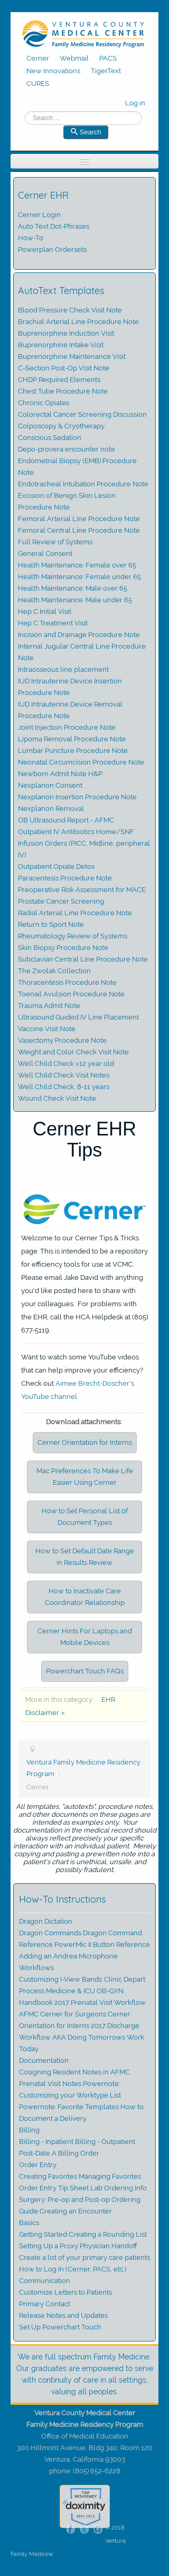 VENTURA COUNTY
MEDICAL CENTER
Family Medicine Residency Program
Cerner Webmail PACS
New Innovations TigerText
CURES
Log in
Search ...
Search
Cerner EHR
Cerner Login
Auto Text Dot-Phrases
How-To
Powerplan Ordersets
AutoText Templates
Blood Pressure Check Visit Note
Brachial Arterial Line Procedure Note
Buprenorphine Induction Visit
Buprenorphine Intake Visit
Buprenorphine Maintenance Visit
C-Section Post-Op Visit Note
CHDP Required Elements
Chest Tube Procedure Note
Chronic Opiates
Colorectal Cancer Screening Discussion
Colposcopy & Cryotherapy
Conscious Sedation
Depo-provera encounter note
Endometrial Biopsy (EMB) Procedure
Note
Endotracheal Intubation Procedure Note
Excision of Benign Skin Lesion
Procedure Note
Femoral Arterial Line Procedure Note
Femoral Central Line Procedure Note
Full Review of Systems
General Consent
Health Maintenance: Female over 65
Health Maintenance: Female under 65
Health Maintenance: Male over 65
Health Maintenance: Male under 65
Hep C Initial Visit
Hep C Treatment Visit
Incision and Drainage Procedure Note
Internal Jugular Central Line Procedure
Note
Intraosseous line placement
IUD Intrauterine Device Insertion
Procedure Note
IUD Intrauterine Device Removal
Procedure Note
Joint Injection Procedure Note
Lipoma Removal Procedure Note
Lumbar Puncture Procedure Note
Neonatal Circumcision Procedure Note
Newborn Admit Note H&P
Nexplanon Consent
Nexplanon Insertion Procedure Note
Nexplanon Removal
OB Ultrasound Report - AFMC
Outpatient IV Antibiotics Home/SNF
Infusion Orders (PICC, Midline, peripheral
IV)
Outpatient Opiate Detox
Paracentesis Procedure Note
Preoperative Risk Assessment for MACE
Prostate Cancer Screening
Radial Arterial Line Procedure Note
Return to Sport Note
Rheumatology Review of Systems
Skin Biopsy Procedure Note
Subclavian Central Line Procedure Note
The Zwolak Collection
Thoracentesis Procedure Note
Toenail Avulsion Procedure Note
Trauma Admit Note
Ultrasound Guided IV Line Placement
Vaccine Visit Note
Vasectomy Procedure Note
Weight and Color Check Visit Note
Well Child Check >12 year old
Well Child Check Visit Notes
Well Child Check, 8-11 years
Wound Check Visit Note
Cerner EHR
Tips
Cerner
Welcome to our Cerner Tips & Tricks
page. This is intended to be a repository
for efficiency tools for use at VCMC.
Please email Jake David with anything
you'd like posted here to share with
your colleagues. For problems with
the EHR, call the HCA Helpdesk at (805)
677-5119
Want to watch some YouTube videos
that can help improve your efficiency?
Check out Aimee Brecht-Doscher's
YouTube channel
Download attachments:
Cerner Orientation for Interns
Mac Preferences To Make Life
Easier Using Cerner
How to Set Personal List of
Document Types
How to Set Default Date Range
in Results Review
How to Inactivate Care
Coordinator Relationship
Cerner Hints For Laptops and
Mobile Devices
Powerchart Touch FAQs
More in this category: EHR
Disclaimer »
Ventura Family Medicine Residency
Program
Cerner
All templates, "autotexts", procedure notes,
and other content on these pages are
intended as examples only. Your
documentation in the medical record should
always reflect precisely your specific
interaction with an individual patient. Merely
copying and pasting a prewritten note into a
patient's chart is unethical, unsafe, and
possibly fradulent.
How-To Instructions
Dragon Dictation
Dragon Commands Dragon Command
Reference PowerMic II Button Reference
Adding an Andrea Microphone
Workflows
Customizing I-View Bands Clinic Depart
Process Medicine & ICU OB-GYN
Handbook 2017 Prenatal Visit Workflow
AFMC Cerner for Surgeons Cerner
Orientation for Interns 2017 Discharge
Workflow AKA Doing Tomorrows Work
Today
Documentation
Cosigning Resident Notes in AFMC
Prenatal Visit Notes Powernote:
Customizing your Worktype List
Powernote: Favorite Templates How to
Document a Delivery
Billing
Billing - Inpatient Billing - Outpatient
Post-Date A Billing Order
Order Entry
Creating Favorites Managing Favorites
Order Entry Tip Sheet Lab Ordering Info
Surgery: Pre-op and Post-op Ordering
Guide Creating an Encounter
Basics
Getting Started Creating a Rounding List
Setting Up a Proxy Physician Handoff
Create a list of your primary care patients
How to Log In (Cerner, PACS, etc.)
Communication
Customize Letters to Patients
Primary Contact
Release Notes and Updates
Set Up Powerchart Touch
We are full spectrum Family Medicine.
Our graduates are empowered to serve
with continuity of care in all settings,
valuing all peoples.
Ventura County Medical Center
Family Medicine Residency Program
Office of Medical Education
300 Hillmont Avenue, Bldg 340, Room 120
Ventura, California 93003
phone: (805) 652-6228
TOP
RESIDENCY
doximity
2018
Ventura
Family Medicine